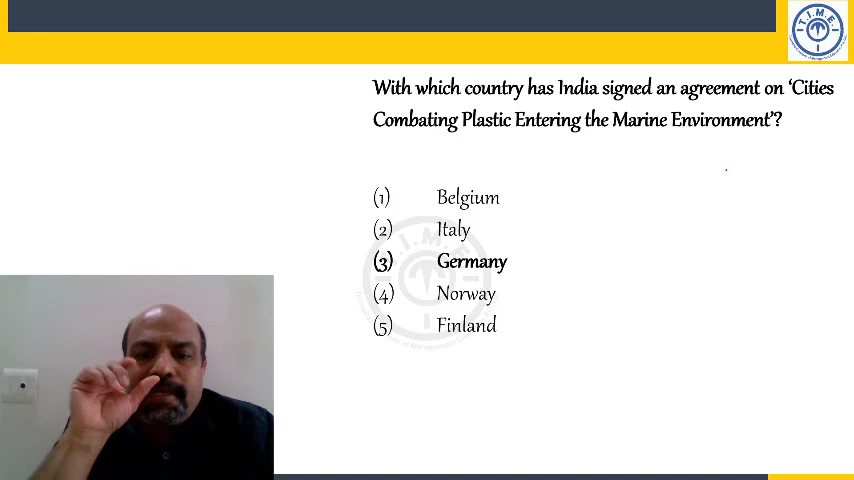 T.I.M.E.
With which country has India signed an agreement on ‘Cities
Combating Plastic Entering the Marine Environment’?
(1) Belgium
(2) Italy
(3) Germany
(4) Norway
(5) Finland